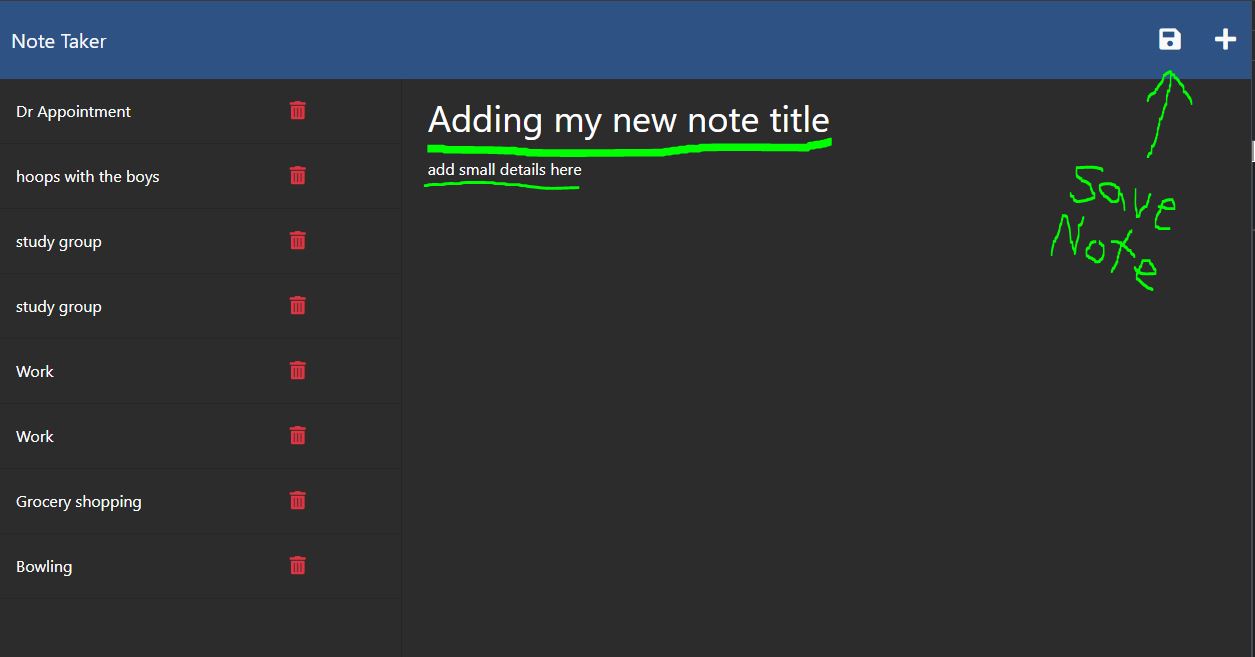 Note Taker
Dr Appointment
hoops with the boys
study group
study group
Work
Work
Grocery shopping
Bowling
Adding my new note title
add small details here
Save
Note